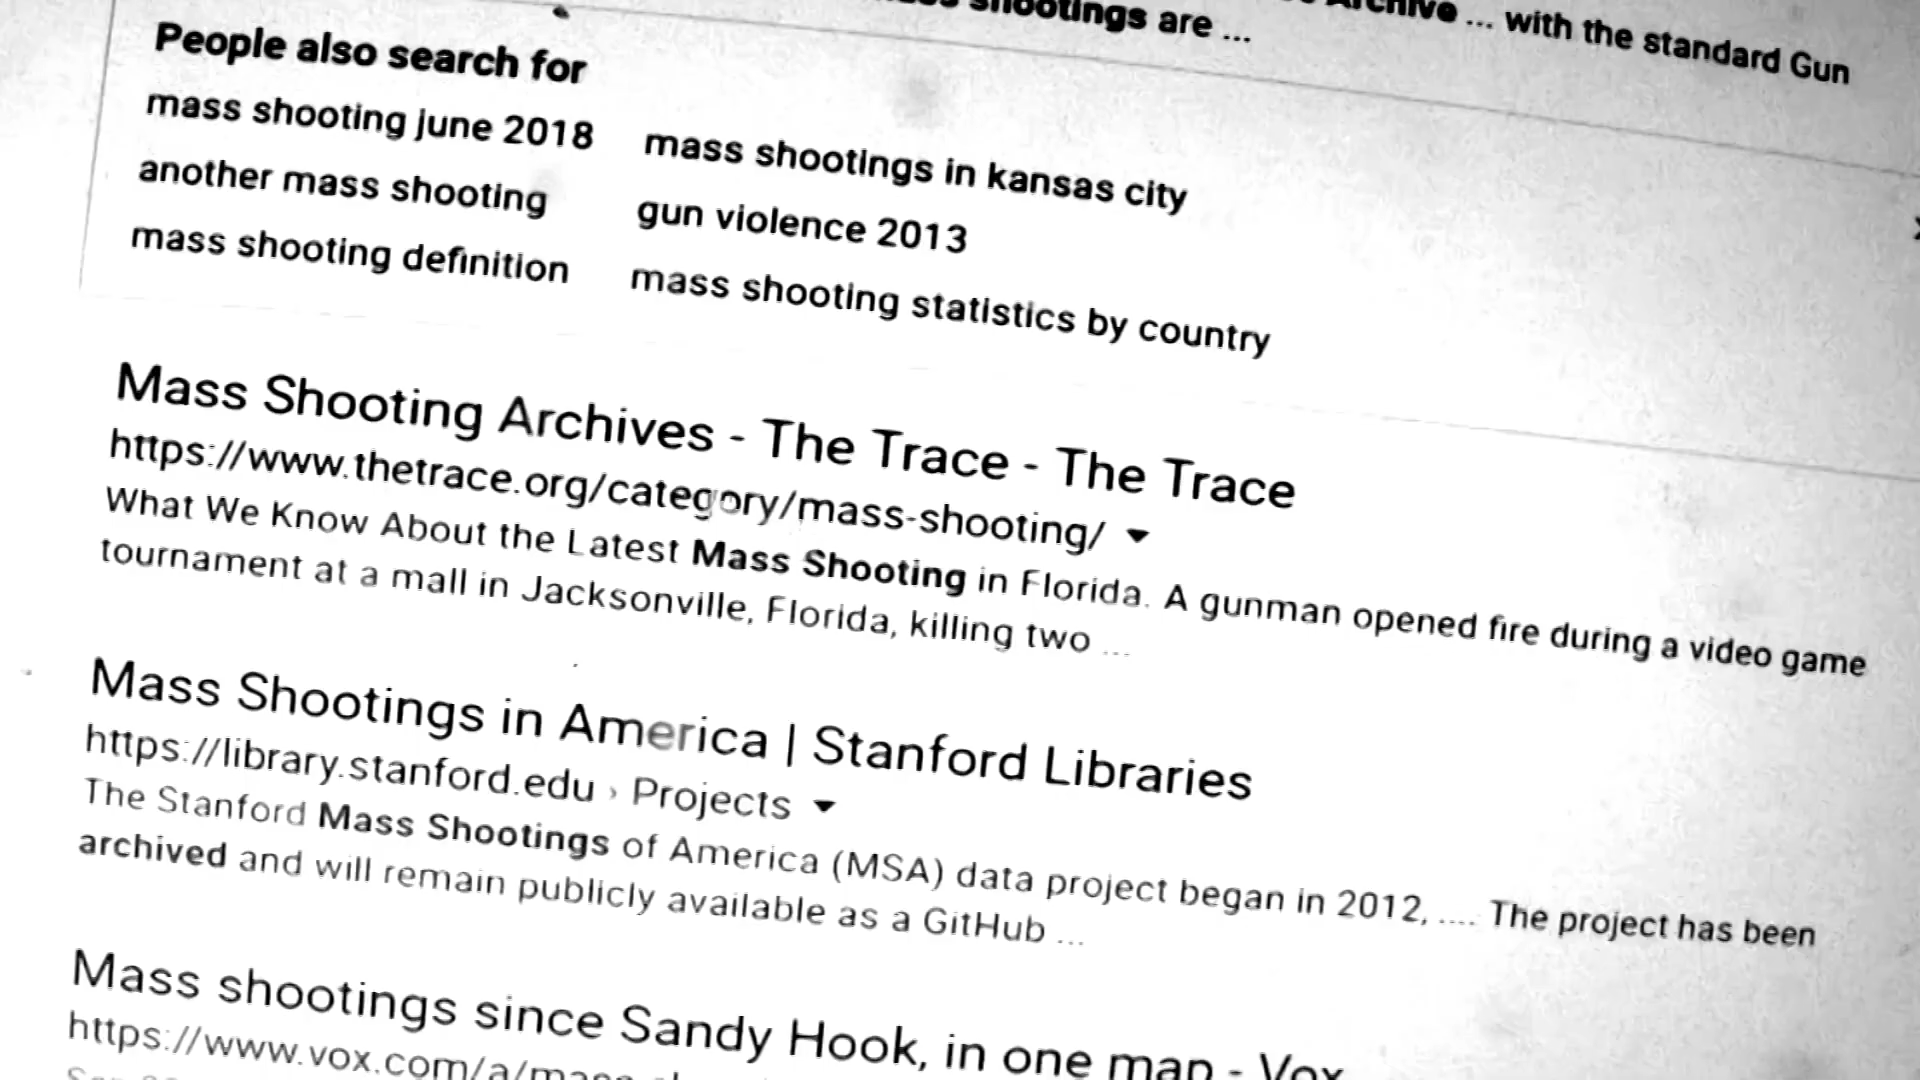 shootings are ... Archive ... with the standard Gun
People also search for
mass shooting june 2018
mass shootings in kansas city
another mass shooting
gun violence 2013
mass shooting definition
mass shooting statistics by country
Mass Shooting Archives - The Trace - The Trace
https://www.thetrace.org/category/mass-shooting/
What We Know About the Latest Mass Shooting in Florida. A gunman opened fire during a video game
tournament at a mall in Jacksonville, Florida, killing two ...
Mass Shootings in America | Stanford Libraries
https://library.stanford.edu › Projects
The Stanford Mass Shootings of America (MSA) data project began in 2012, .... The project has been
archived and will remain publicly available as a GitHub ...
Mass shootings since Sandy Hook, in one map - Vox
https://www.vox.com/a/mass-